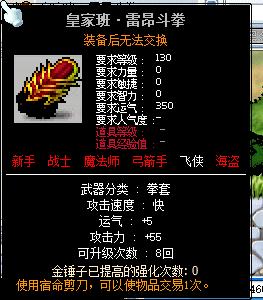 皇家班·雷昂斗拳
装备后无法交换
要求等级: 130
要求力量: 0
要求敏捷: 0
要求智力: 0
要求运气: 350
要求人气度: -
道具等级: -
道具经验值: -
新手 战士 魔法师 弓箭手 飞侠 海盗
武器分类 : 拳套
攻击速度 : 快
运气 : +5
攻击力 : +55
可升级次数 : 8回
金锤子已提高的强化次数: 0
使用宿命剪刀，可以使物品交易1次。